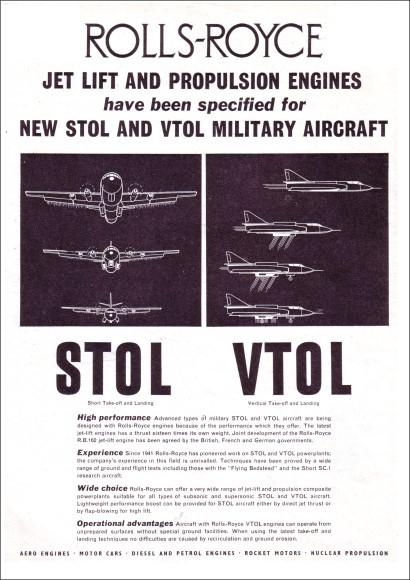 ROLLS-ROYCE
JET LIFT AND PROPULSION ENGINES
have been specified for
NEW STOL AND VTOL MILITARY AIRCRAFT
STOL
Short Take-off and Landing
VTOL
Vertical Take-off and Landing
High performance Advanced types of military STOL and VTOL aircraft are being
designed with Rolls-Royce engines because of the performance which they offer. The latest
jet-lift engines has a thrust sixteen times its own weight. Joint development of the Rolls-Royce
R.B.162 jet-lift engine has been agreed by the British, French and German governments.
Experience Since 1941 Rolls-Royce has pioneered work on STOL and VTOL powerplants;
the company's experience in this field is unrivalled. Techniques have been proved by a wide
range of ground and flight tests including those with the "Flying Bedstead" and the Short SC.1
research aircraft.
Wide choice Rolls-Royce can offer a very wide range of jet-lift and propulsion composite
powerplants suitable for all types of subsonic and supersonic STOL and VTOL aircraft.
Lightweight performance boost can be provided for STOL aircraft either by direct jet thrust or
by flap-blowing for high lift.
Operational advantages Aircraft with Rolls-Royce VTOL engines can operate from
unprepared surfaces without special ground facilities. When using the latest take-off and
landing techniques no difficulties are caused by recirculation and ground erosion.
AERO ENGINES · MOTOR CARS · DIESEL AND PETROL ENGINES · ROCKET MOTORS · NUCLEAR PROPULSION